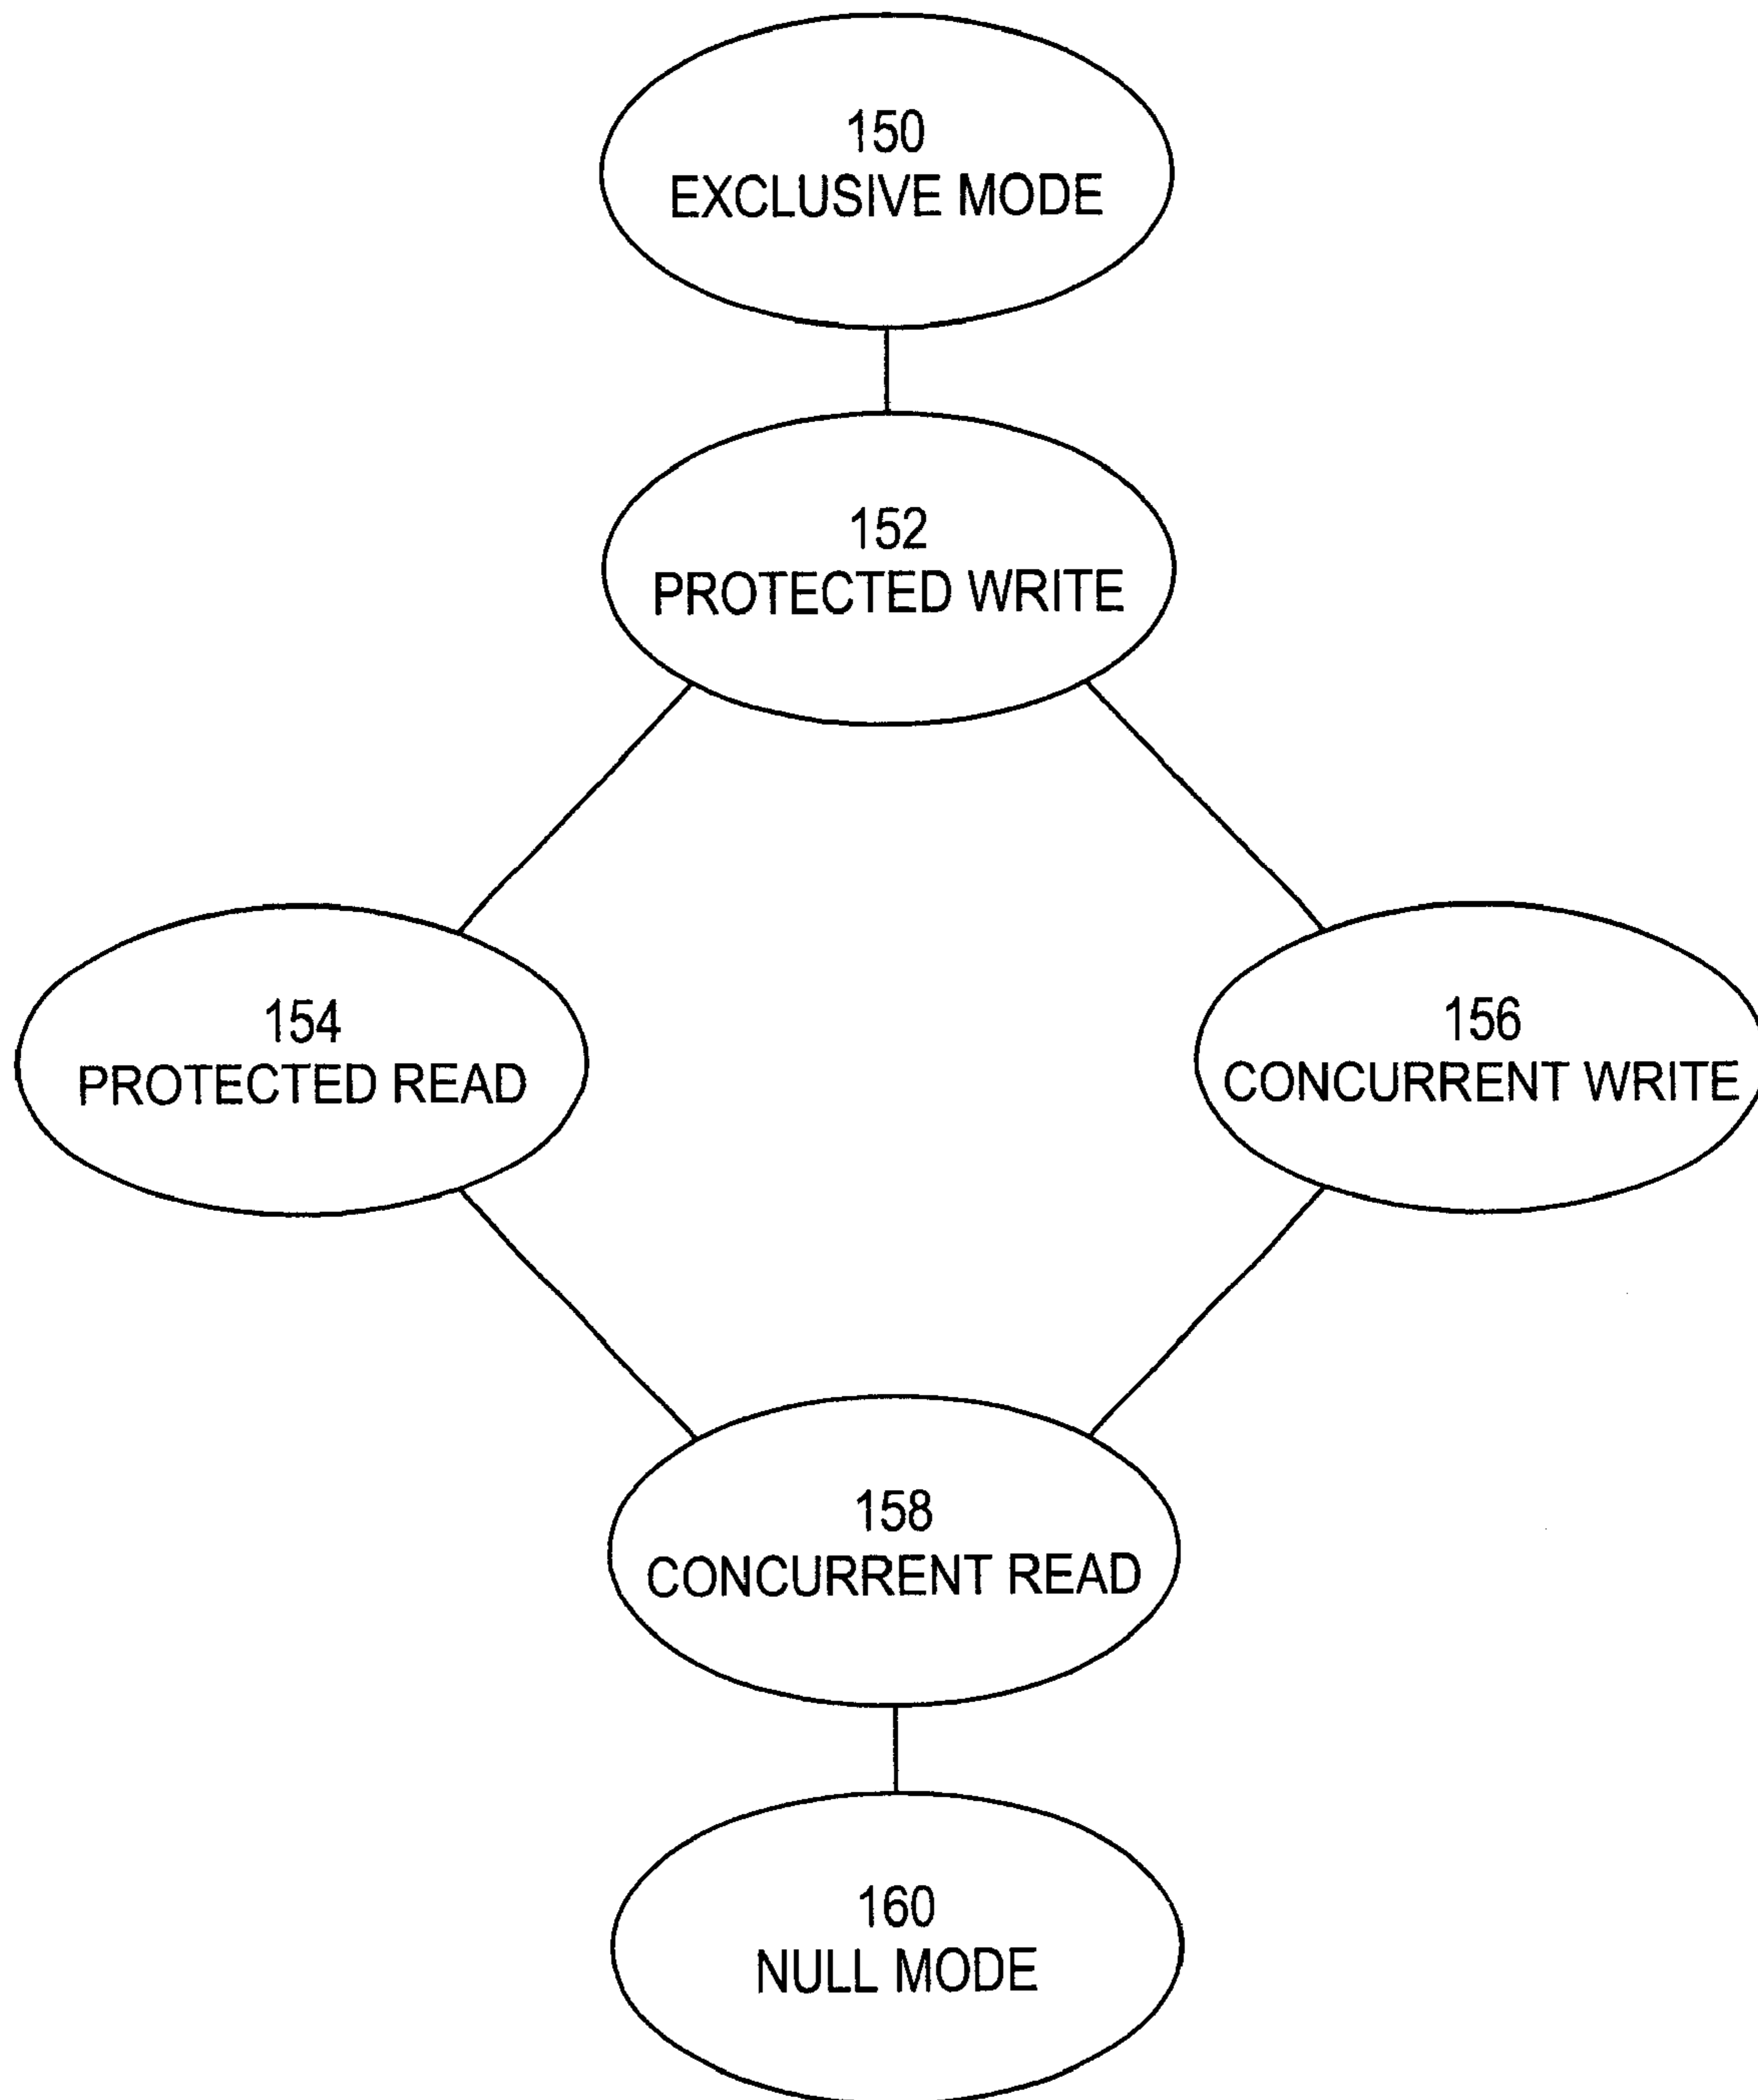 150
EXCLUSIVE MODE
152
PROTECTED WRITE
154
PROTECTED READ
156
CONCURRENT WRITE
158
CONCURRENT READ
160
NULL MODE